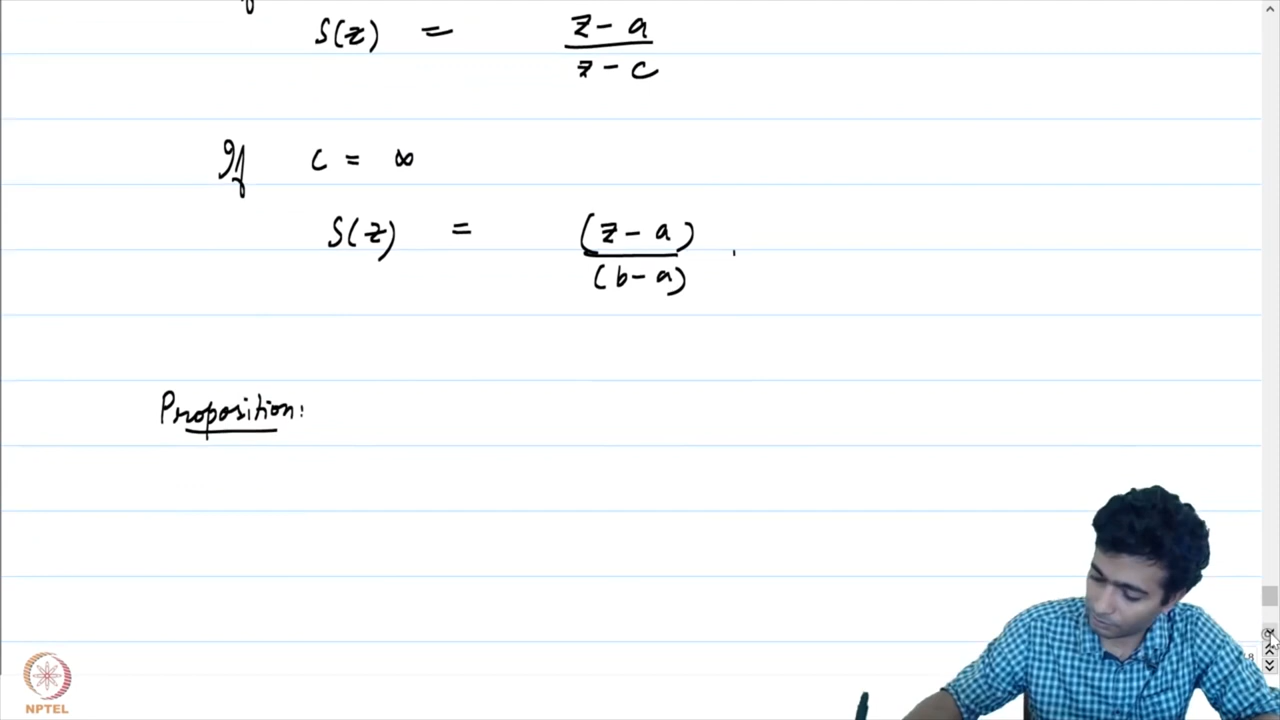 S(z) = z - a / z - c
If c = ∞
S(z) = (z - a) / (b - a) .
Proposition:
NPTEL